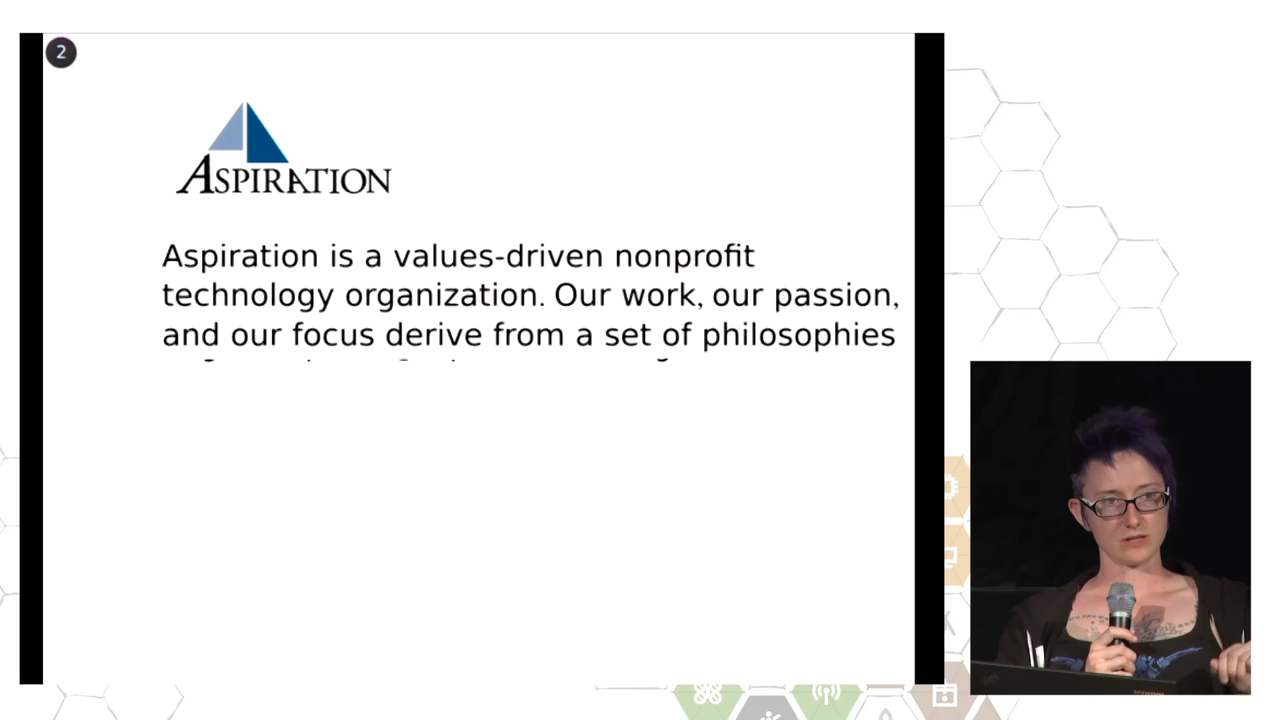 2
ASPIRATION
Aspiration is a values-driven nonprofit
technology organization. Our work, our passion,
and our focus derive from a set of philosophies